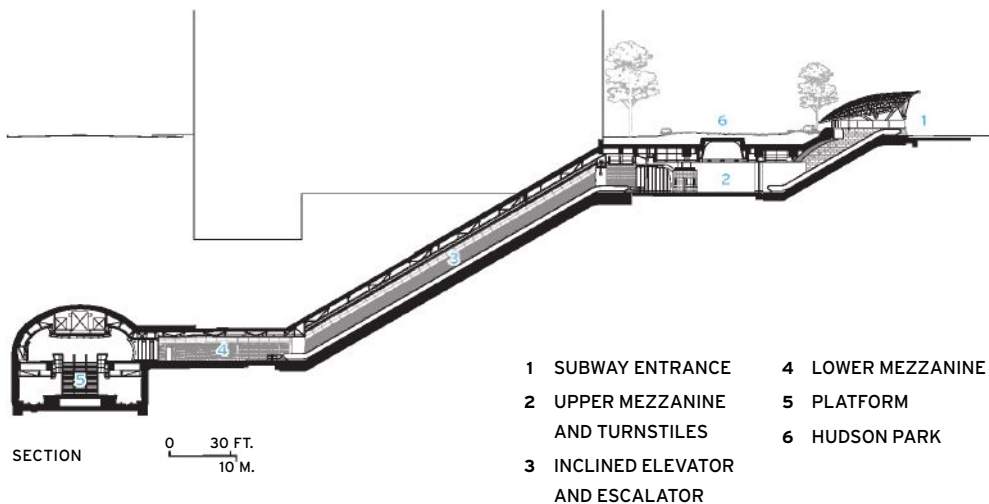 6
1
2
3
4
5
SECTION
0 30 FT.
10 M.
1 SUBWAY ENTRANCE
2 UPPER MEZZANINE
AND TURNSTILES
3 INCLINED ELEVATOR
AND ESCALATOR
4 LOWER MEZZANINE
5 PLATFORM
6 HUDSON PARK